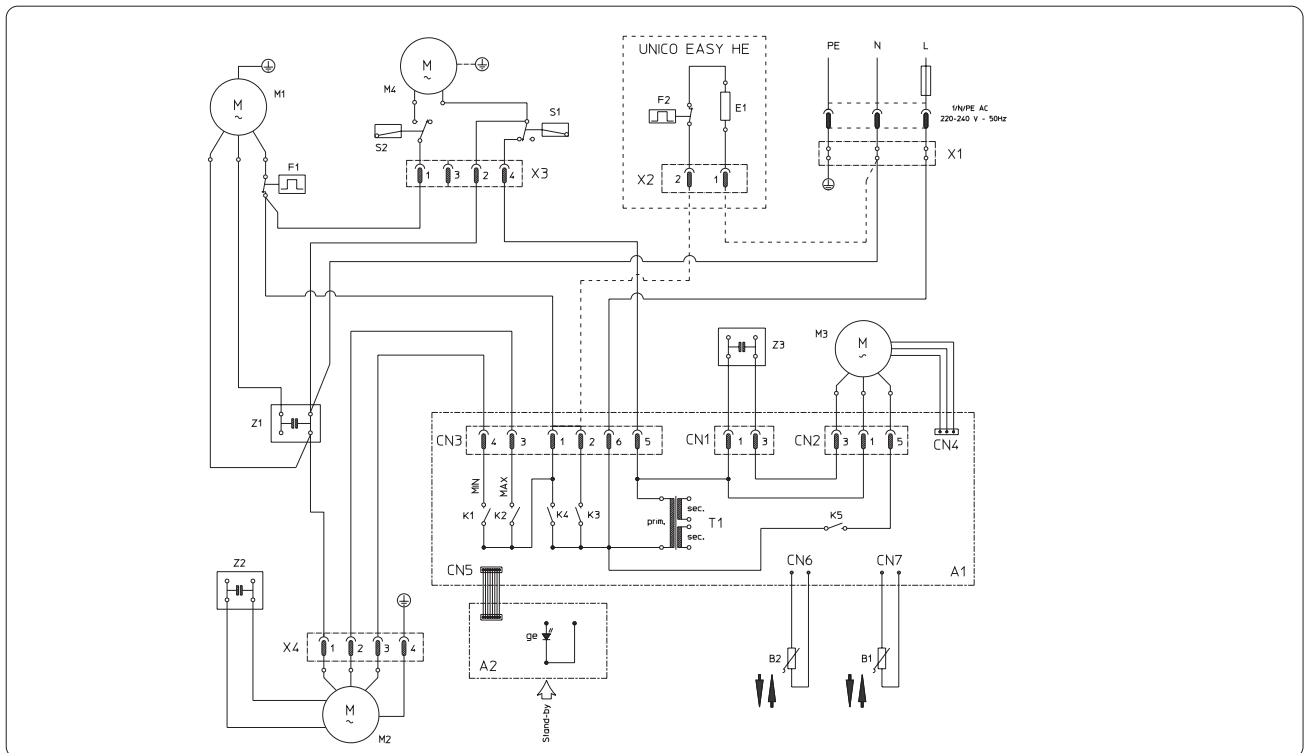 UNICO EASY HE
PE N L
M ~
M1
M ~
M4
S1
S2
F1
F2
E1
1/N/PE AC
220-240 V - 50Hz
X1
X2
2 1
X3
1 3 2 4
Z1
Z3
M3
M ~
CN3
4 3 1 2 6 5
CN1
1 3
CN2
3 1 5
CN4
MIN
MAX
K1
K2
K4
K3
prim.
sec.
sec.
T1
K5
CN5
CN6
CN7
A1
Z2
X4
1 2 3 4
M ~
M2
ge
A2
Stand-by
B2
B1